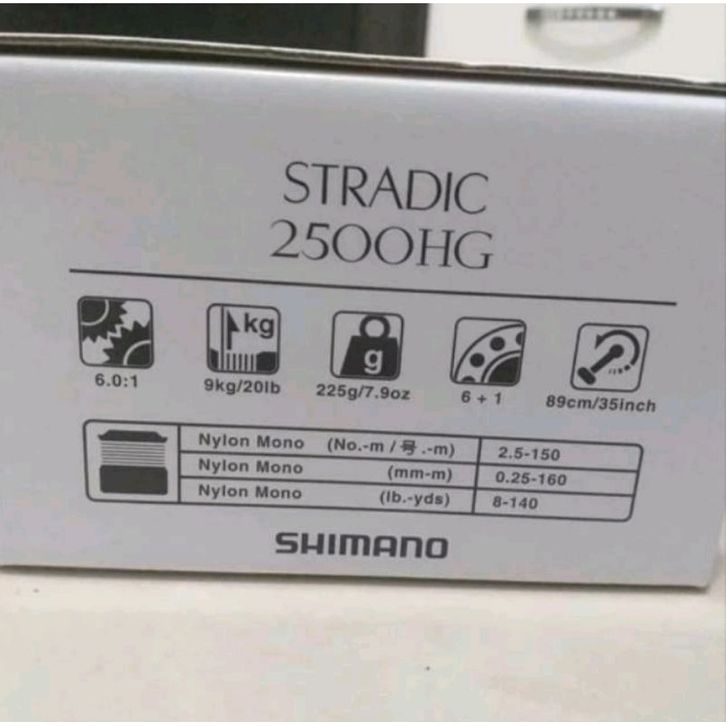 STRADIC
2500HG
kg
g
6.0:1 9kg/20lb 225g/7.9oz 6 + 1 89cm/35inch
Nylon Mono (No.-m / 号.-m) 2.5-150
Nylon Mono (mm-m) 0.25-160
Nylon Mono (lb.-yds) 8-140
SHIMANO